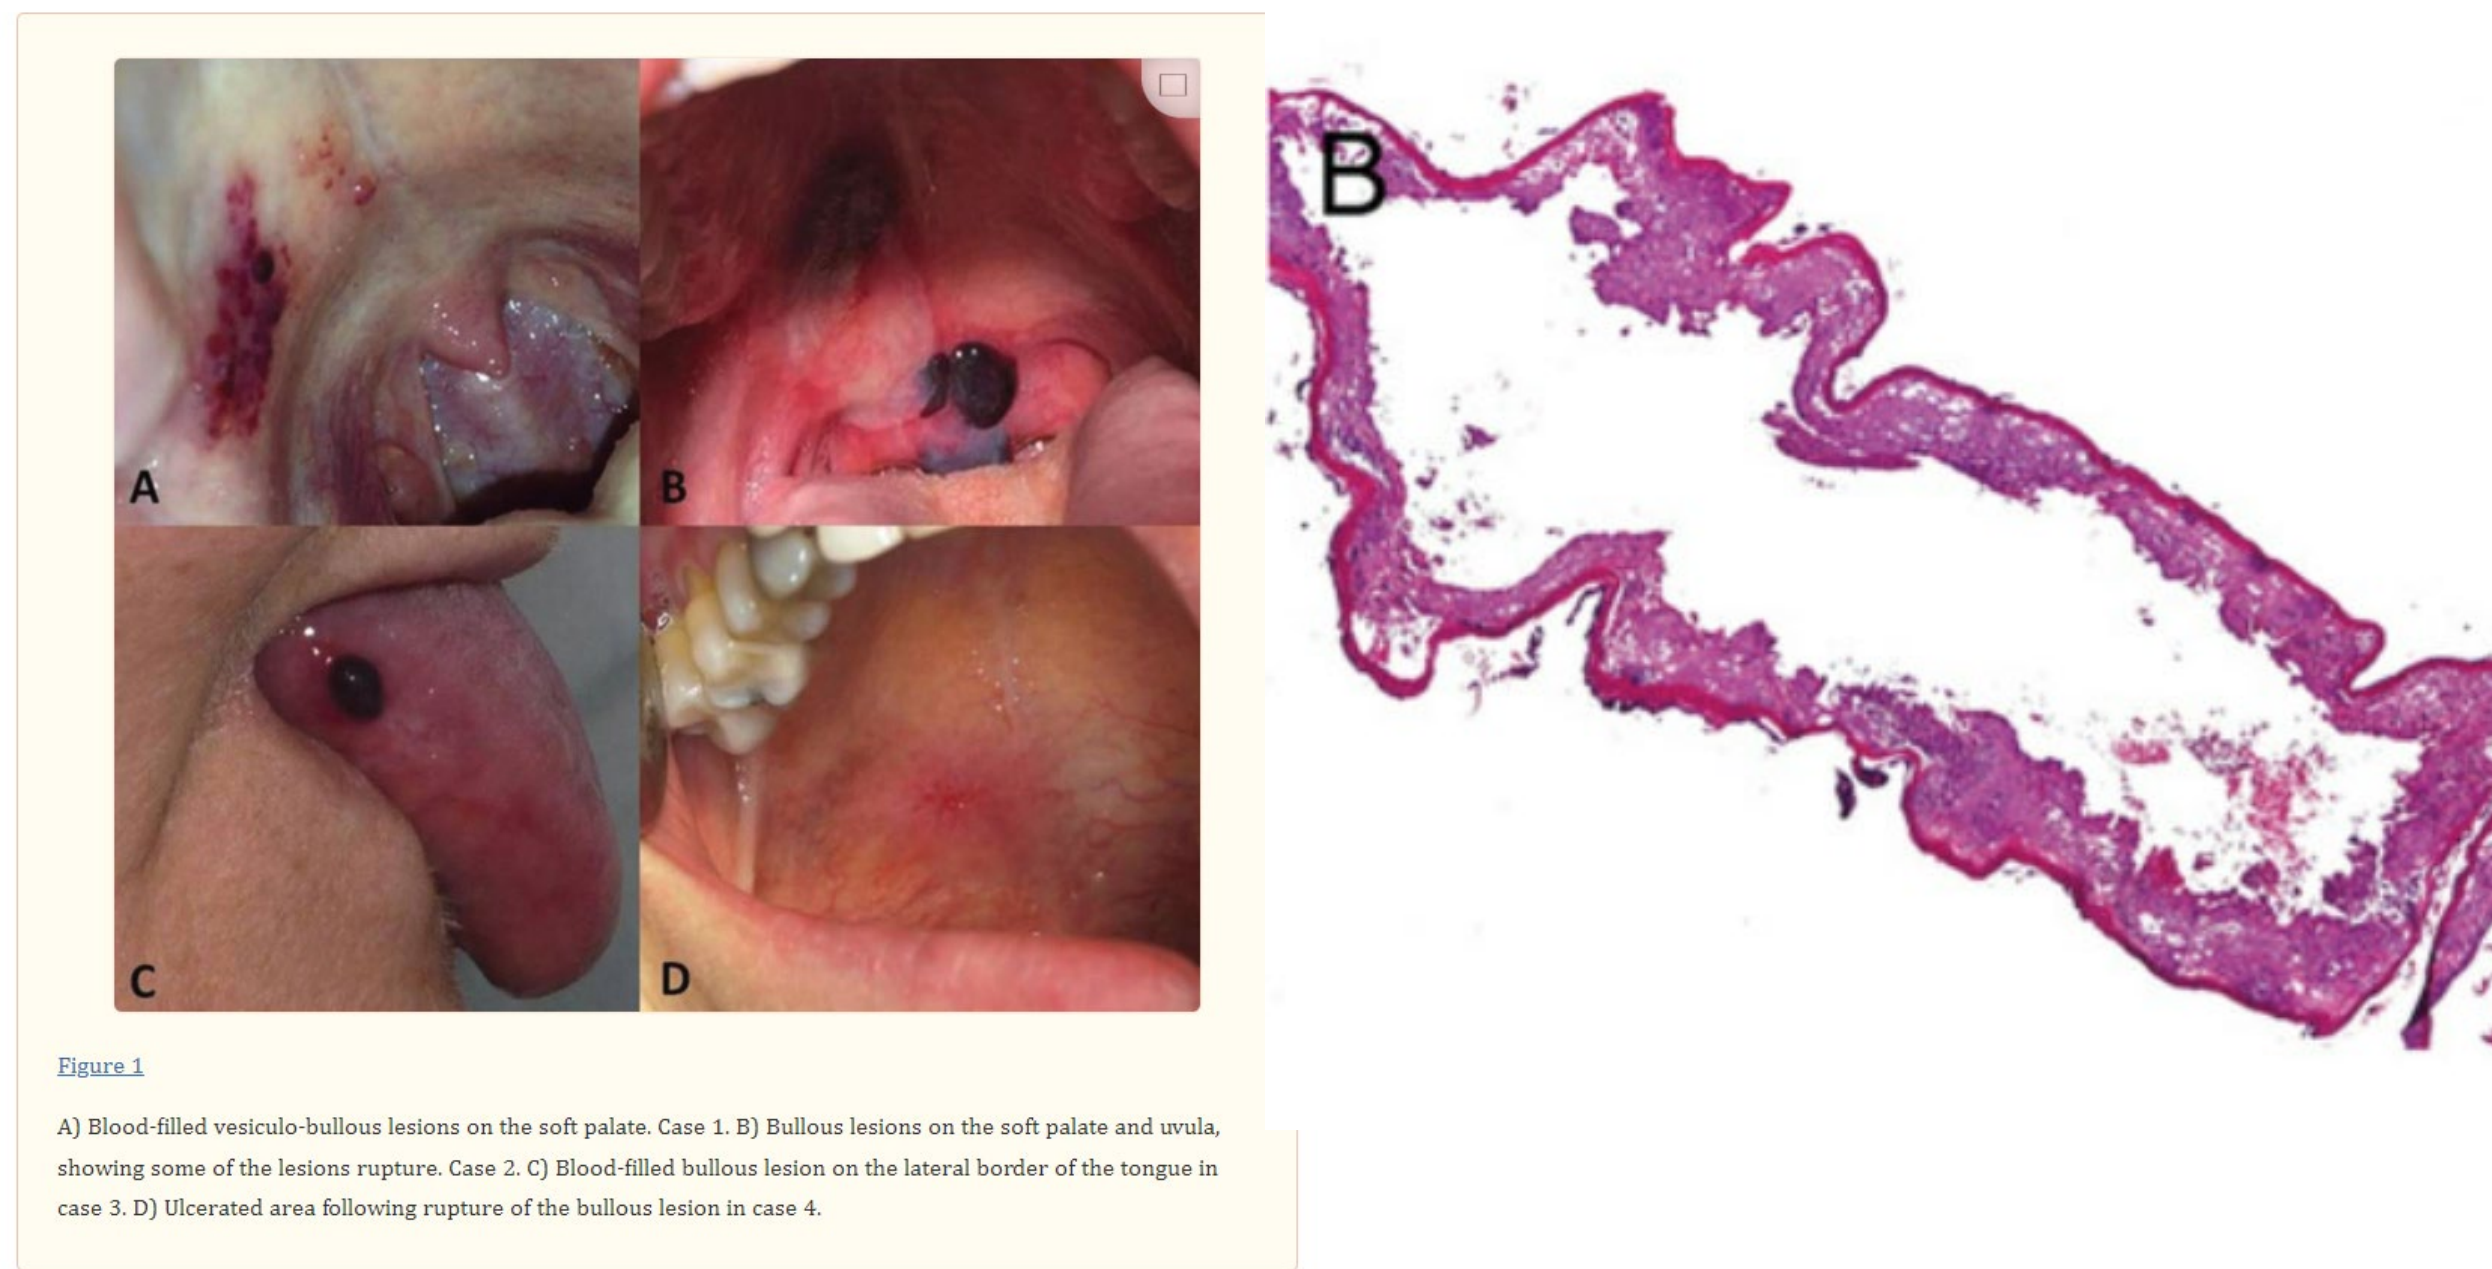 A
B
C
D
B
Figure 1
A) Blood-filled vesiculo-bullous lesions on the soft palate. Case 1. B) Bullous lesions on the soft palate and uvula,
showing some of the lesions rupture. Case 2. C) Blood-filled bullous lesion on the lateral border of the tongue in
case 3. D) Ulcerated area following rupture of the bullous lesion in case 4.